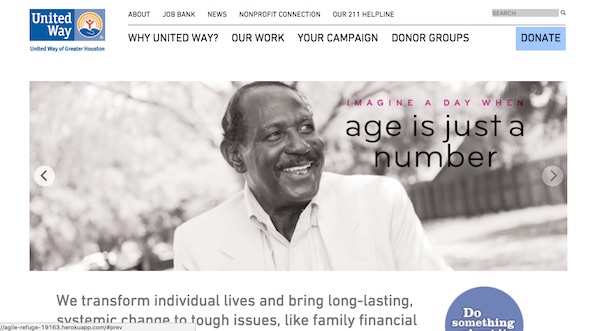 United
Way
United Way of Greater Houston
ABOUT JOB BANK NEWS NONPROFIT CONNECTION OUR 211 HELPLINE
SEARCH
WHY UNITED WAY? OUR WORK YOUR CAMPAIGN DONOR GROUPS
DONATE
IMAGINE A DAY WHEN
age is just a
number
We transform individual lives and bring long-lasting,
systemic change to tough issues, like family financial
Do
something
//agile-refuge-19163.herokuapp.com/#prev